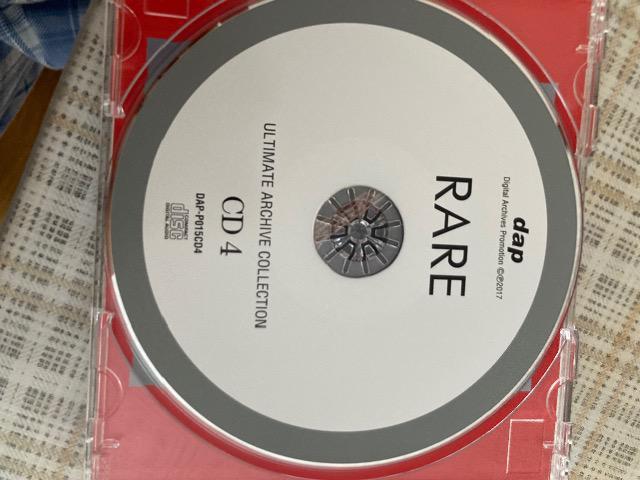 dap
Digital Archives Promotion ©℗2017
RARE
ULTIMATE ARCHIVE COLLECTION
CD 4
DAP-P015CD4
COMPACT
disc
DIGITAL AUDIO